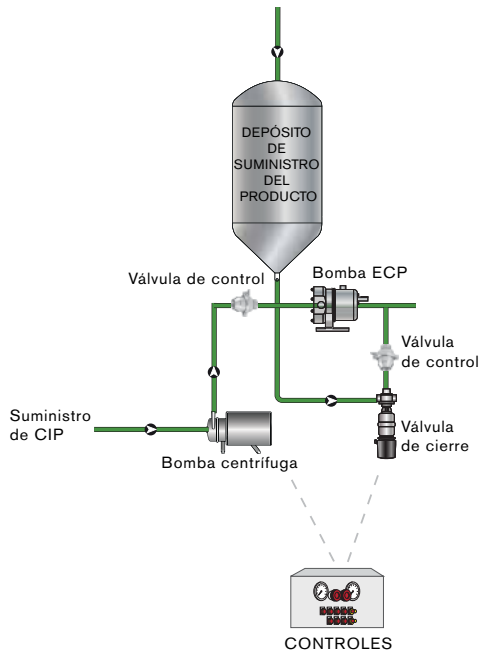 DEPÓSITO
DE
SUMINISTRO
DEL
PRODUCTO
Válvula de control
Bomba ECP
Válvula
de control
Suministro
de CIP
Bomba centrífuga
Válvula
de cierre
CONTROLES